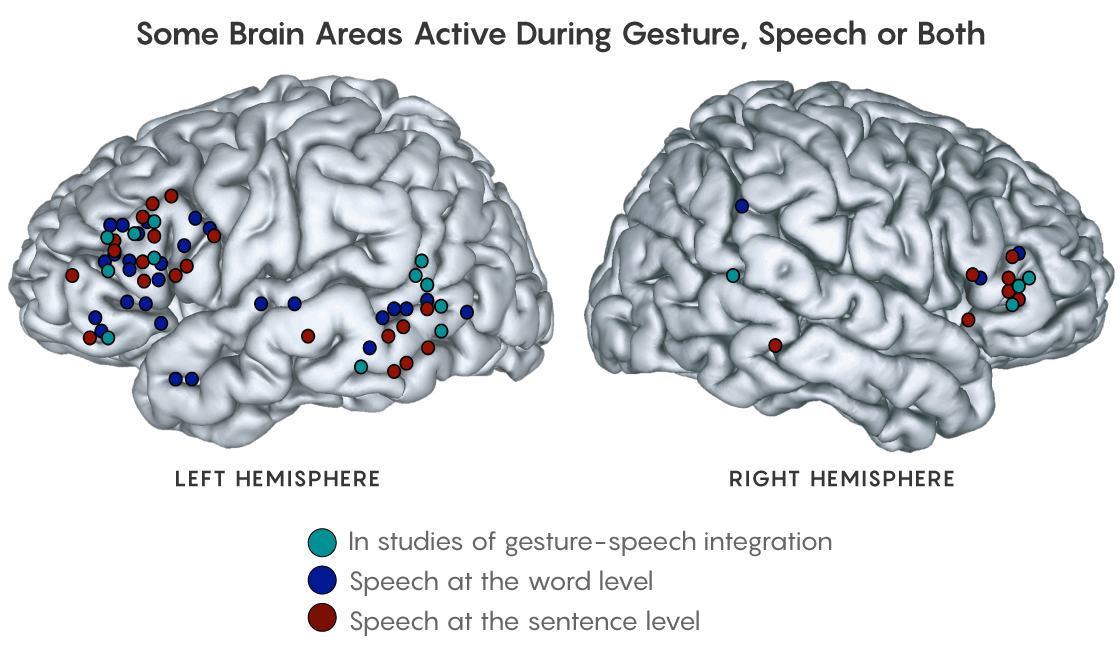 Some Brain Areas Active During Gesture, Speech or Both
LEFT HEMISPHERE
RIGHT HEMISPHERE
In studies of gesture-speech integration
Speech at the word level
Speech at the sentence level